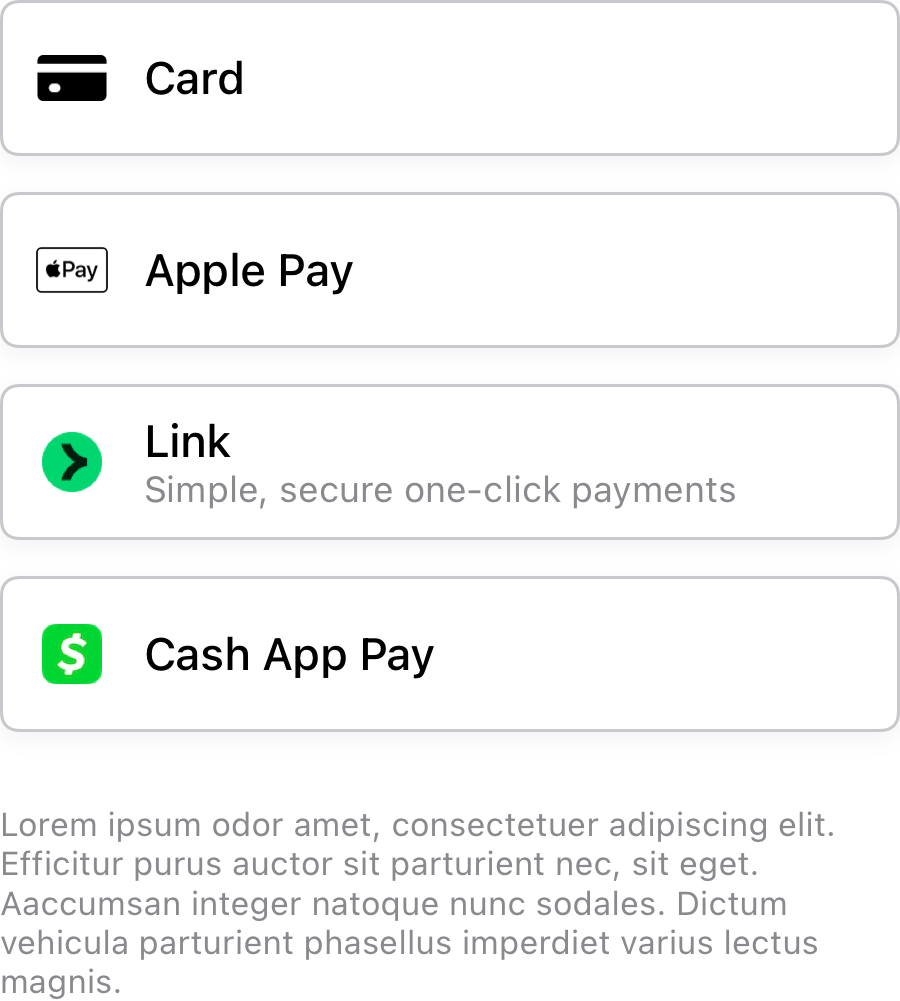 Card
Pay
Apple Pay
Link
Simple, secure one-click payments
$
Cash App Pay
Lorem ipsum odor amet, consectetuer adipiscing elit.
Efficitur purus auctor sit parturient nec, sit eget.
Aaccumsan integer natoque nunc sodales. Dictum
vehicula parturient phasellus imperdiet varius lectus
magnis.